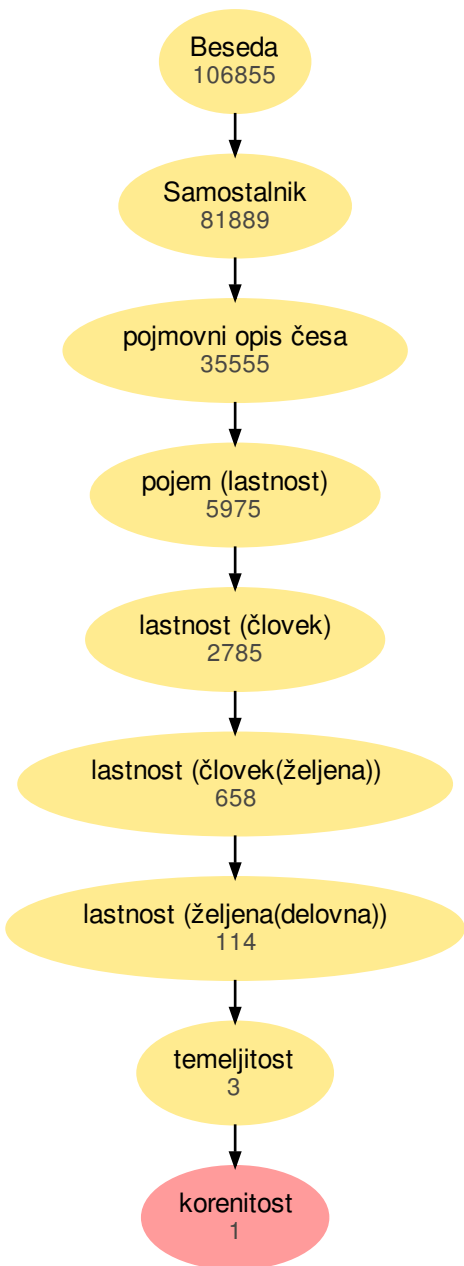 Beseda
106855
Samostalnik
81889
pojmovni opis česa
35555
pojem (lastnost)
5975
lastnost (človek)
2785
lastnost (človek(željena))
658
lastnost (željena(delovna))
114
temeljitost
3
korenitost
1